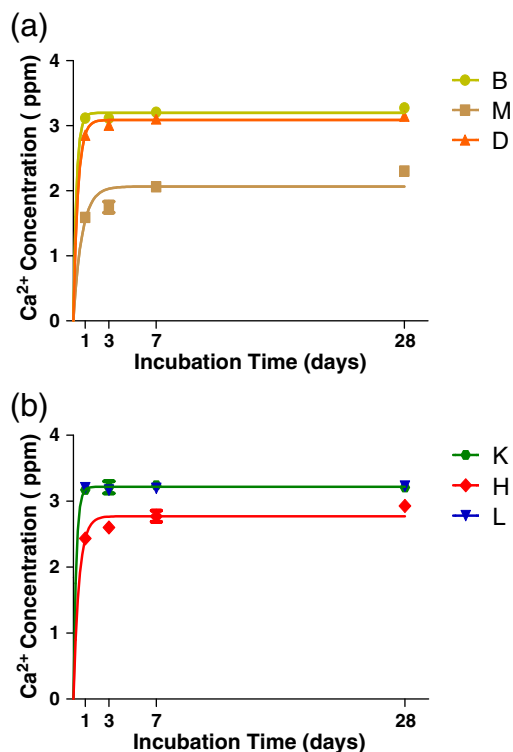 (a)
Ca²⁺ Concentration ( ppm)
4
3
2
1
0
1 3 7 28
Incubation Time (days)
B
M
D
(b)
Ca²⁺ Concentration ( ppm)
4
3
2
1
0
1 3 7 28
Incubation Time (days)
K
H
L